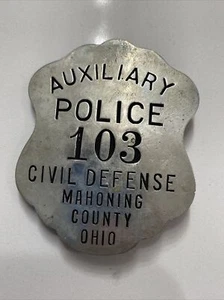 AUXILIARY
POLICE
103
CIVIL DEFENSE
MAHONING
COUNTY
OHIO